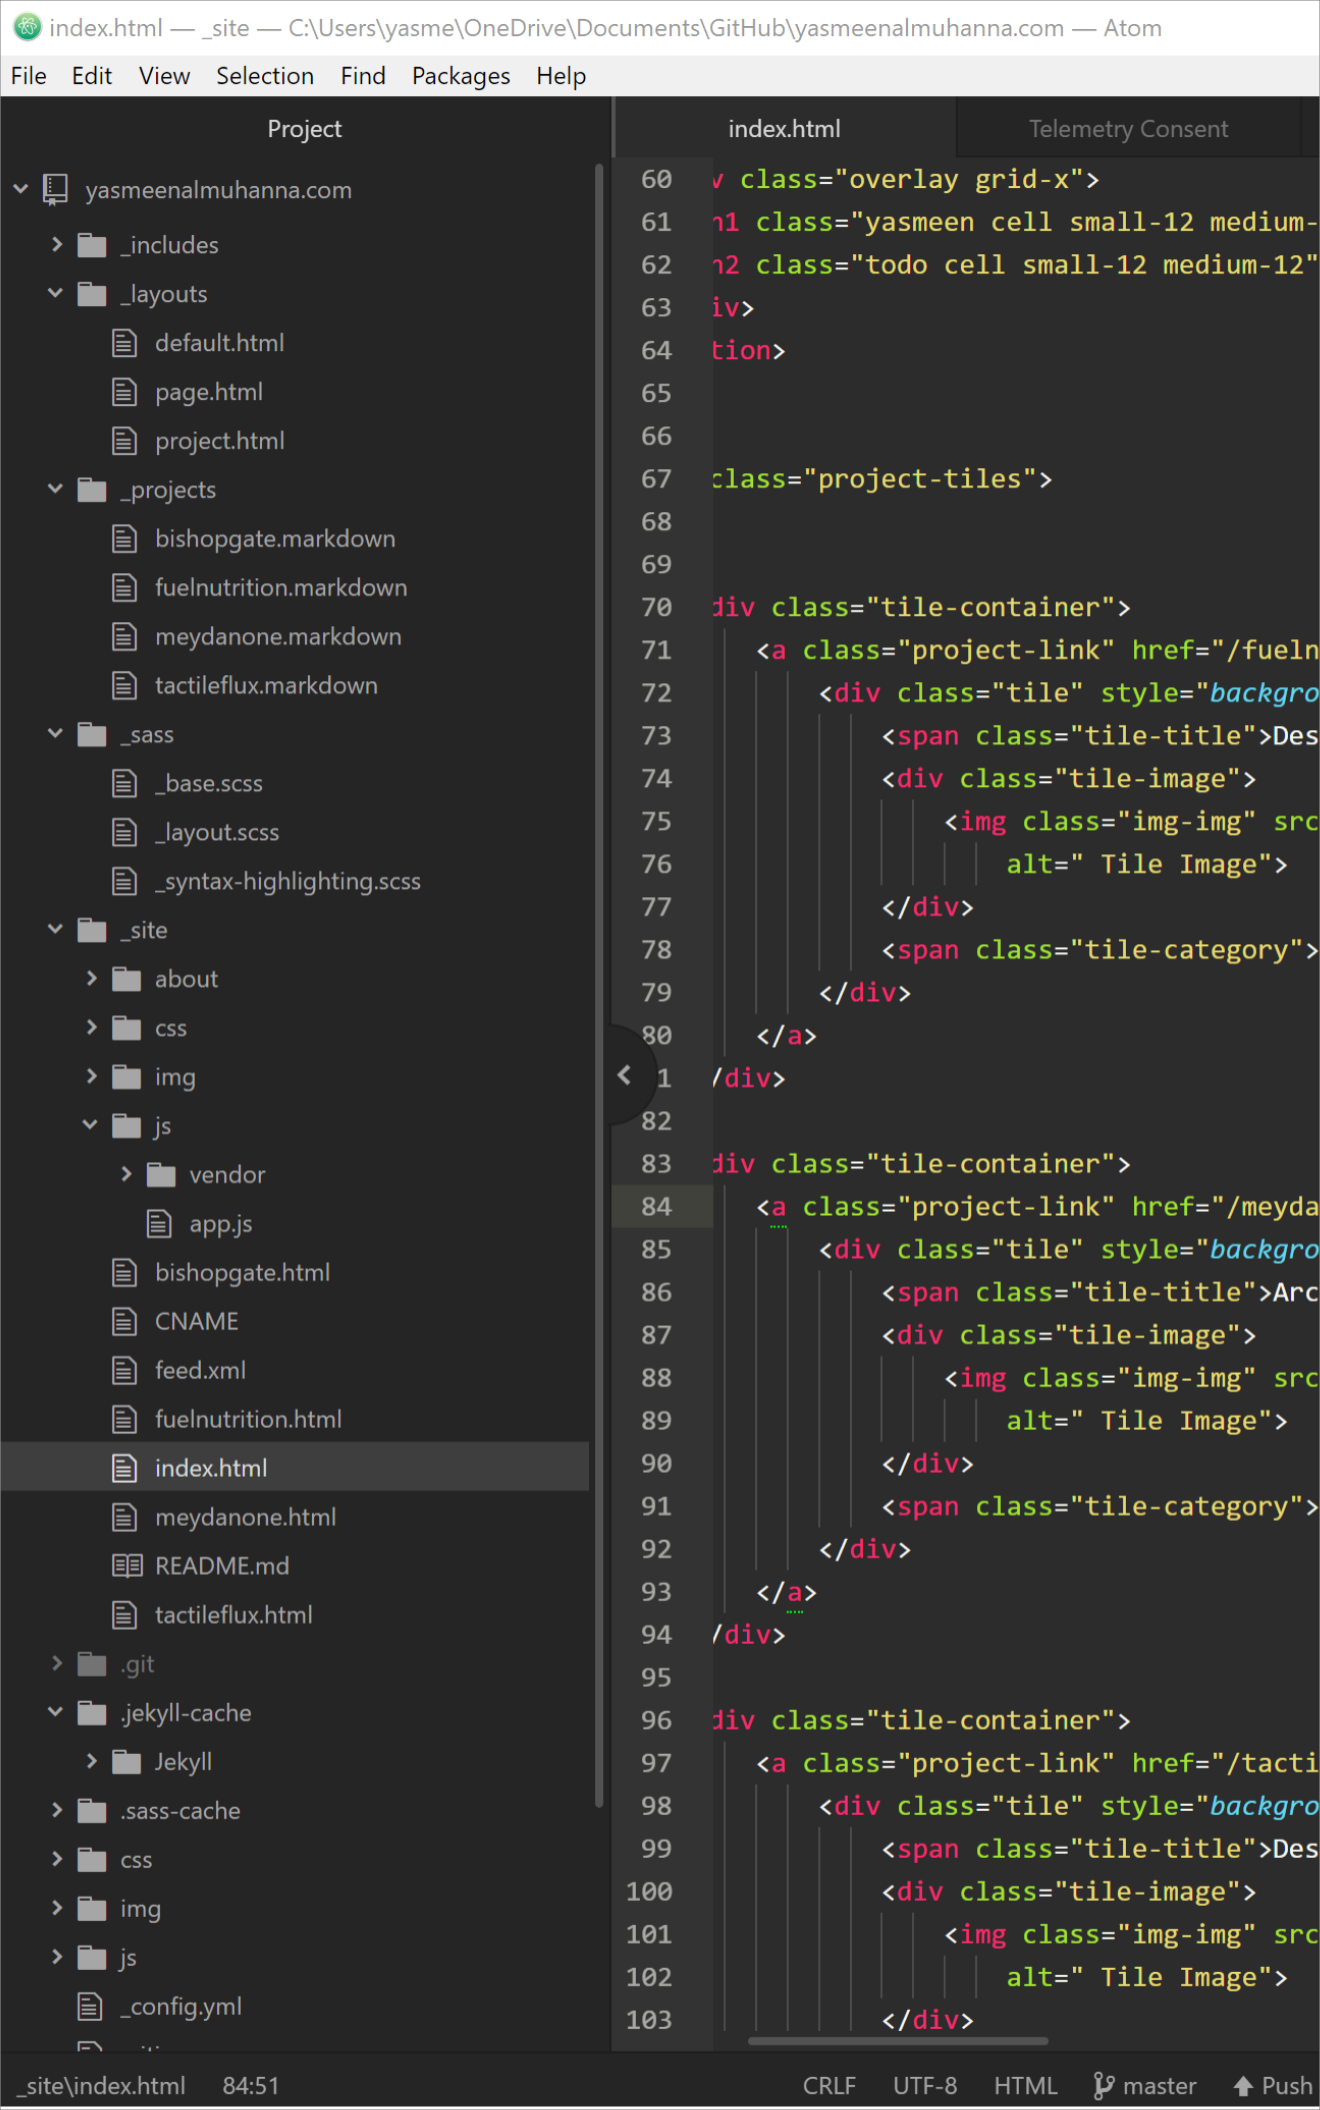 index.html — _site — C:\Users\yasme\OneDrive\Documents\GitHub\yasmeenalmuhanna.com — Atom
File Edit View Selection Find Packages Help
Project
yasmeenalmuhanna.com
_includes
_layouts
default.html
page.html
project.html
_projects
bishopgate.markdown
fuelnutrition.markdown
meydanone.markdown
tactileflux.markdown
_sass
_base.scss
_layout.scss
_syntax-highlighting.scss
_site
about
css
img
js
vendor
app.js
bishopgate.html
CNAME
feed.xml
fuelnutrition.html
index.html
meydanone.html
README.md
tactileflux.html
.git
.jekyll-cache
Jekyll
.sass-cache
css
img
js
_config.yml
index.html Telemetry Consent
60 v class="overlay grid-x">
61 h1 class="yasmeen cell small-12 medium-
62 h2 class="todo cell small-12 medium-12"
63 iv>
64 tion>
65
66
67 class="project-tiles">
68
69
70 div class="tile-container">
71 <a class="project-link" href="/fueln
72 <div class="tile" style="backgro
73 <span class="tile-title">Des
74 <div class="tile-image">
75 <img class="img-img" src
76 alt=" Tile Image">
77 </div>
78 <span class="tile-category">
79 </div>
80 </a>
1 /div>
82
83 div class="tile-container">
84 <a class="project-link" href="/meyda
85 <div class="tile" style="backgro
86 <span class="tile-title">Arc
87 <div class="tile-image">
88 <img class="img-img" src
89 alt=" Tile Image">
90 </div>
91 <span class="tile-category">
92 </div>
93 </a>
94 /div>
95
96 div class="tile-container">
97 <a class="project-link" href="/tacti
98 <div class="tile" style="backgro
99 <span class="tile-title">Des
100 <div class="tile-image">
101 <img class="img-img" src
102 alt=" Tile Image">
103 </div>
_site\index.html 84:51 CRLF UTF-8 HTML master Push